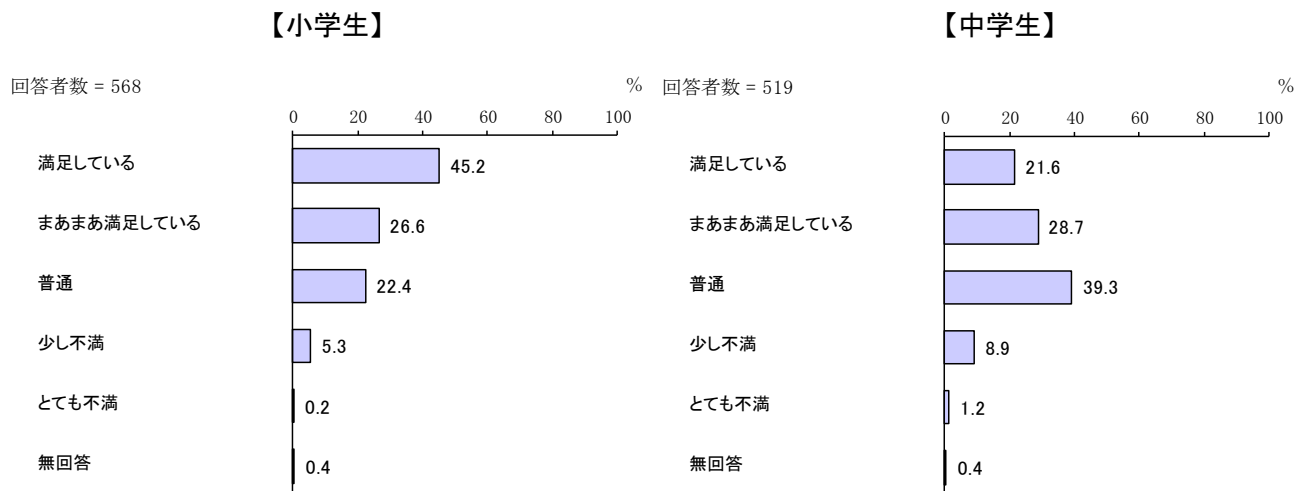 【小学生】
回答者数 = 568
%
0 20 40 60 80 100
満足している 45.2
まあまあ満足している 26.6
普通 22.4
少し不満 5.3
とても不満 0.2
無回答 0.4
【中学生】
回答者数 = 519
%
0 20 40 60 80 100
満足している 21.6
まあまあ満足している 28.7
普通 39.3
少し不満 8.9
とても不満 1.2
無回答 0.4